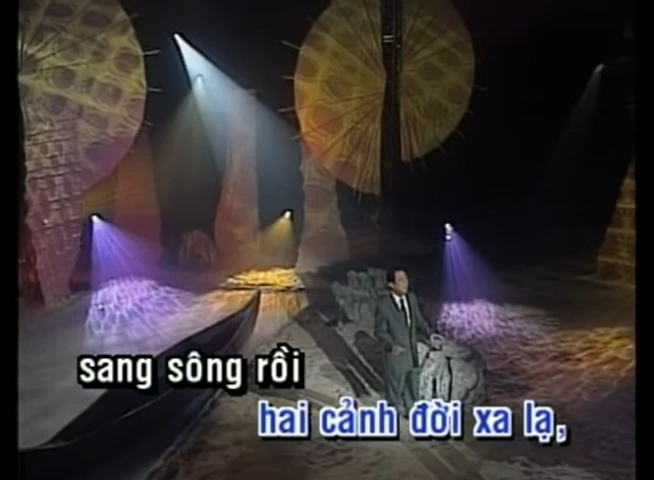 sang sông rồi
hai cảnh đời xa lạ,